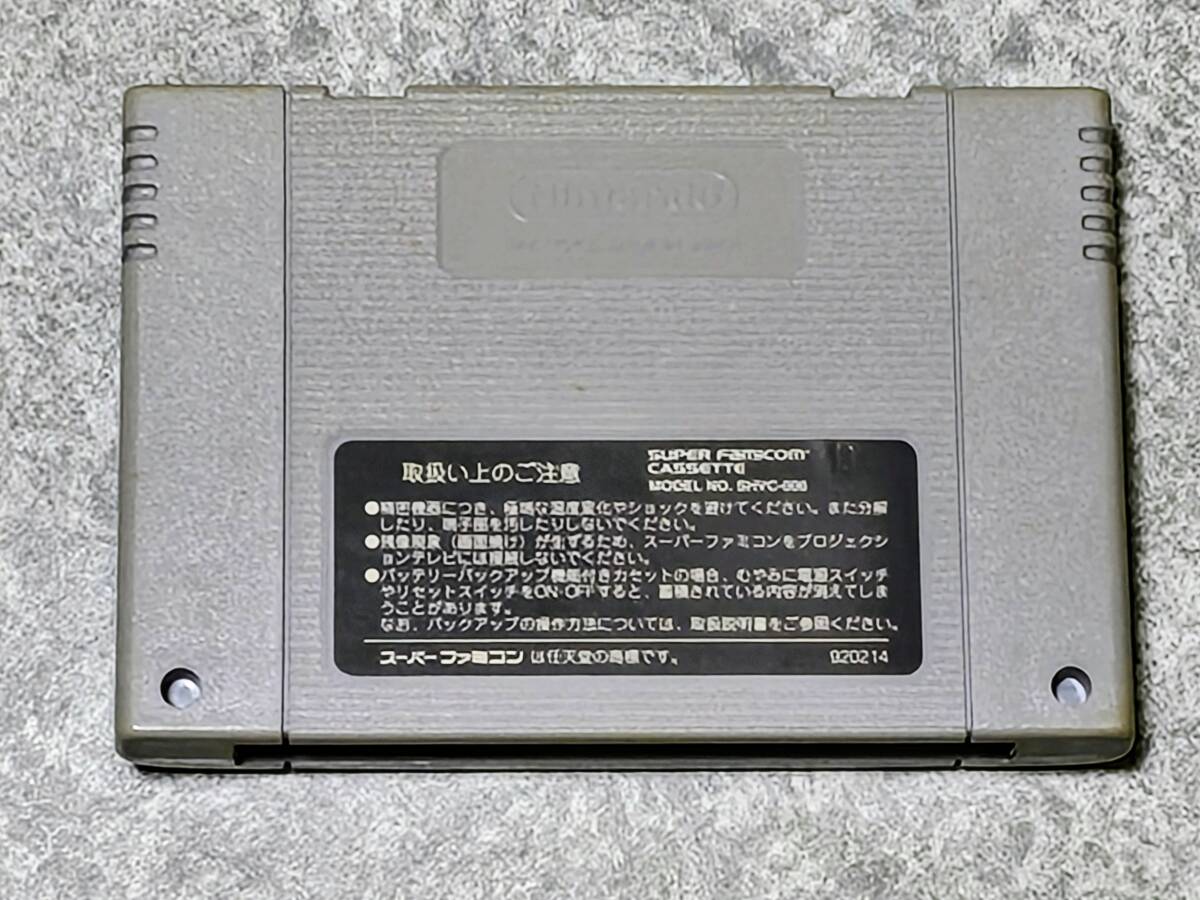 Nintendo
取扱い上のご注意
SUPER FAMICOM
CASSETTE
MODEL NO. SHVC-006
●精密機器につき、極端な温度変化やショックを避けてください。また分解
したり、端子部を汚したりしないでください。
●残像現象（画面焼け）が生ずるため、スーパーファミコンをプロジェクシ
ョンテレビには接続しないでください。
●バッテリーバックアップ機能付きカセットの場合、むやみに電源スイッチ
やリセットスイッチをON・OFFすると、蓄積されている内容が消えてしま
うことがあります。
なお、バックアップの操作方法については、取扱説明書をご参照ください。
スーパーファミコンは任天堂の商標です。
920214